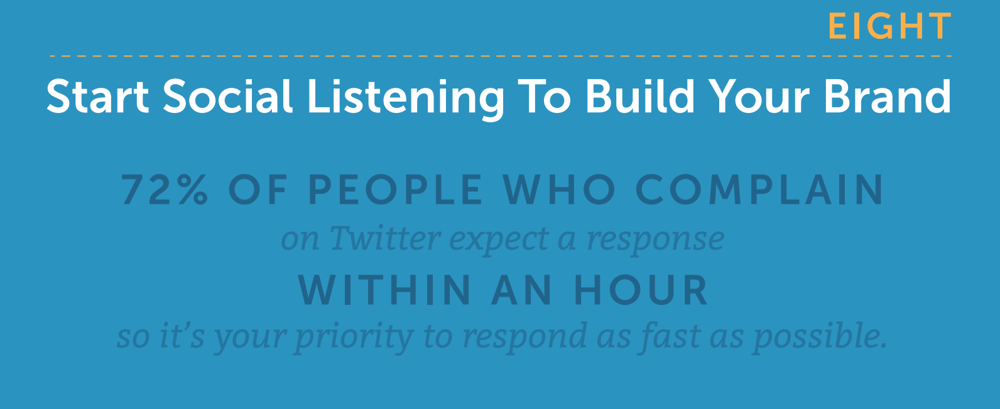 EIGHT
Start Social Listening To Build Your Brand
72% OF PEOPLE WHO COMPLAIN
on Twitter expect a response
WITHIN AN HOUR
so it’s your priority to respond as fast as possible.